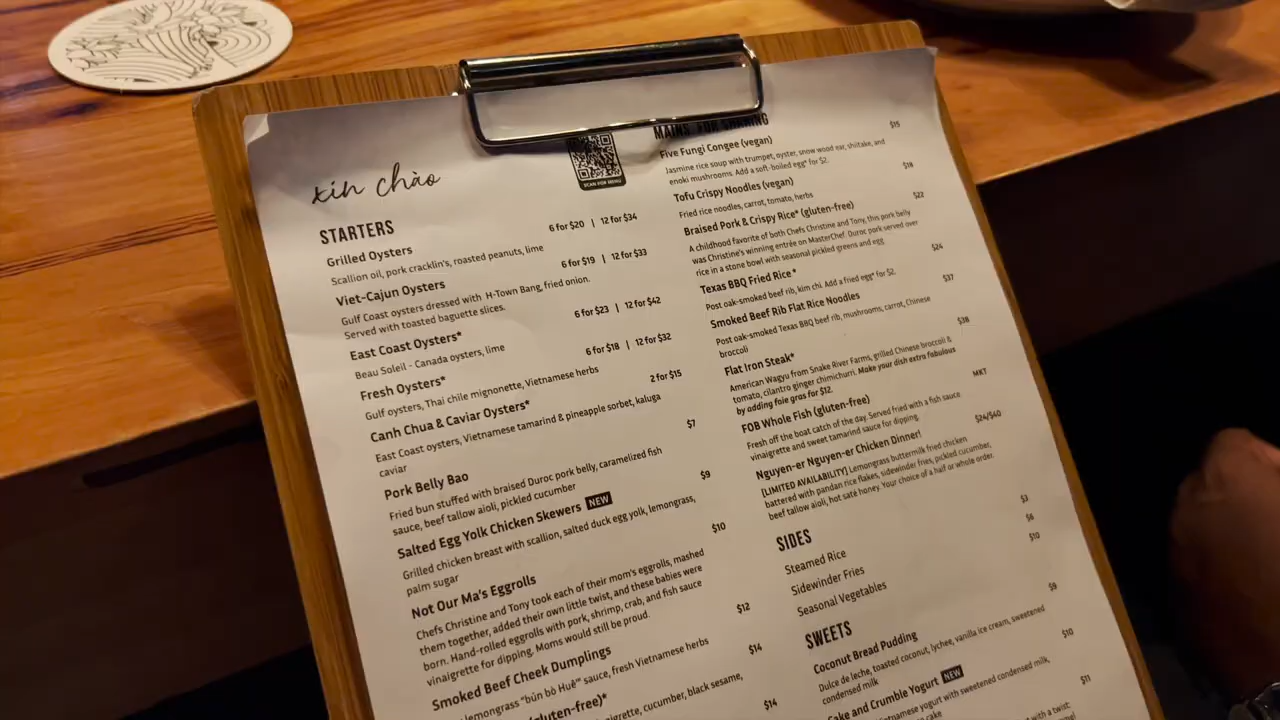 xin chào
SCAN FOR MENU
STARTERS
Grilled Oysters 6 for $20 | 12 for $34
Scallion oil, pork cracklin's, roasted peanuts, lime
Viet-Cajun Oysters 6 for $19 | 12 for $33
Gulf Coast oysters dressed with H-Town Bang, fried onion.
Served with toasted baguette slices.
East Coast Oysters* 6 for $23 | 12 for $42
Beau Soleil - Canada oysters, lime
Fresh Oysters* 6 for $18 | 12 for $32
Gulf oysters, Thai chile mignonette, Vietnamese herbs
Canh Chua & Caviar Oysters* 2 for $15
East Coast oysters, Vietnamese tamarind & pineapple sorbet, kaluga
caviar
Pork Belly Bao $7
Fried bun stuffed with braised Duroc pork belly, caramelized fish
sauce, beef tallow aioli, pickled cucumber
Salted Egg Yolk Chicken Skewers NEW $9
Grilled chicken breast with scallion, salted duck egg yolk, lemongrass,
palm sugar
Not Our Ma's Eggrolls $10
Chefs Christine and Tony took each of their mom's eggrolls, mashed
them together, added their own little twist, and these babies were
born. Hand-rolled eggrolls with pork, shrimp, crab, and fish sauce
vinaigrette for dipping. Moms would still be proud.
Smoked Beef Cheek Dumplings $12
lemongrass "bún bò Huế" sauce, fresh Vietnamese herbs
(gluten-free)* $14
cucumber, black sesame,
$14
MAINS FOR SHARING
Five Fungi Congee (vegan) $15
Jasmine rice soup with trumpet, oyster, snow wood ear, shiitake, and
enoki mushrooms. Add a soft-boiled egg* for $2.
Tofu Crispy Noodles (vegan) $18
Fried rice noodles, carrot, tomato, herbs
Braised Pork & Crispy Rice* (gluten-free) $22
A childhood favorite of both Chefs Christine and Tony, this pork belly
was Christine's winning entrée on MasterChef. Duroc pork served over
rice in a stone bowl with seasonal pickled greens and egg
Texas BBQ Fried Rice* $24
Post oak-smoked beef rib, kim chi. Add a fried egg* for $2.
Smoked Beef Rib Flat Rice Noodles $37
Post oak-smoked Texas BBQ beef rib, mushrooms, carrot, Chinese
broccoli
Flat Iron Steak* $38
American Wagyu from Snake River Farms, grilled Chinese broccoli &
tomato, cilantro ginger chimichurri. Make your dish extra fabulous
by adding foie gras for $12.
FOB Whole Fish (gluten-free) MKT
Fresh off the boat catch of the day. Served fried with a fish sauce
vinaigrette and sweet tamarind sauce for dipping.
Nguyen-er Nguyen-er Chicken Dinner! $24/$40
[LIMITED AVAILABILITY] Lemongrass buttermilk fried chicken
battered with pandan rice flakes, sidewinder fries, pickled cucumber,
beef tallow aioli, hot saté honey. Your choice of a half or whole order.
SIDES
Steamed Rice $3
Sidewinder Fries $6
Seasonal Vegetables $10
SWEETS
Coconut Bread Pudding $9
Dulce de leche, toasted coconut, lychee, vanilla ice cream, sweetened
condensed milk
Cake and Crumble Yogurt NEW $10
Vietnamese yogurt with sweetened condensed milk,
cake
$11
with a twist: